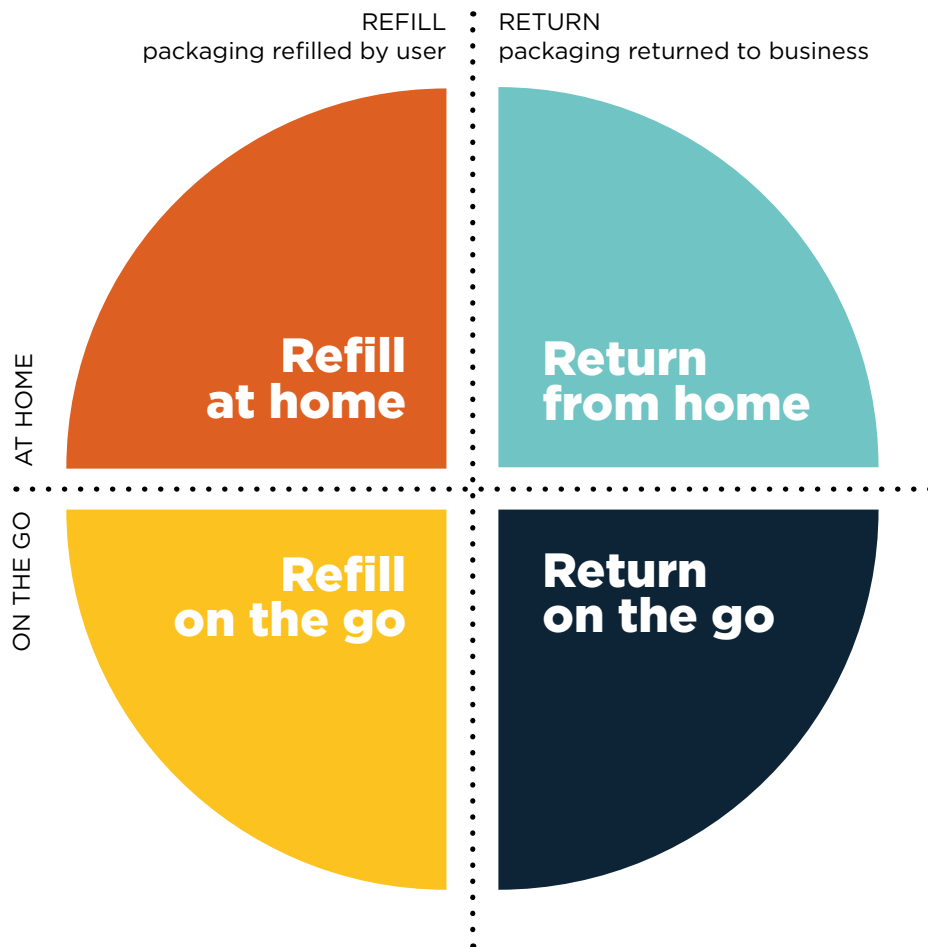 REFILL
packaging refilled by user
RETURN
packaging returned to business
AT HOME
Refill
at home
Return
from home
ON THE GO
Refill
on the go
Return
on the go